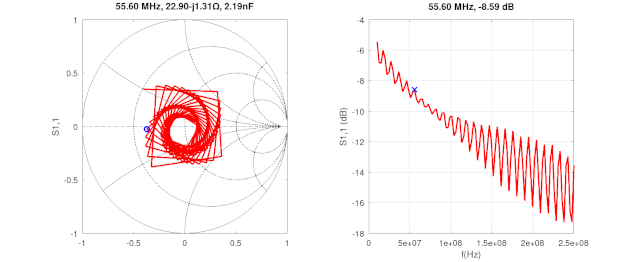 55.60 MHz, 22.90-j1.31Ω, 2.19nF
1
0.5
0
-0.5
-1
S1,1
-1
-0.5
0
0.5
1
55.60 MHz, -8.59 dB
-4
-6
-8
-10
-12
-14
-16
-18
S1,1 (dB)
0
5e+07
1e+08
1.5e+08
2e+08
2.5e+08
f(Hz)